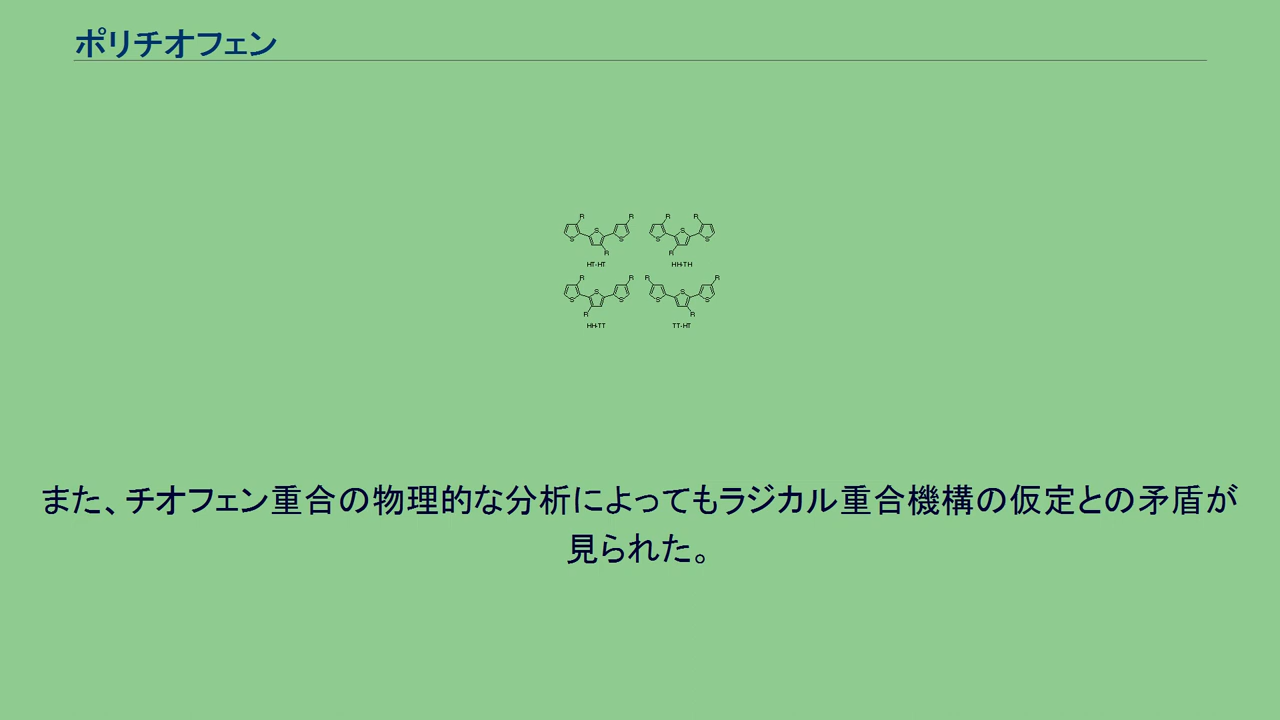 ポリチオフェン
R R R R
S S S S S S
R R
HT-HT HH-TH
R R R R
S S S S S S
R R
HH-TT TT-HT
また、チオフェン重合の物理的な分析によってもラジカル重合機構の仮定との矛盾が
見られた。